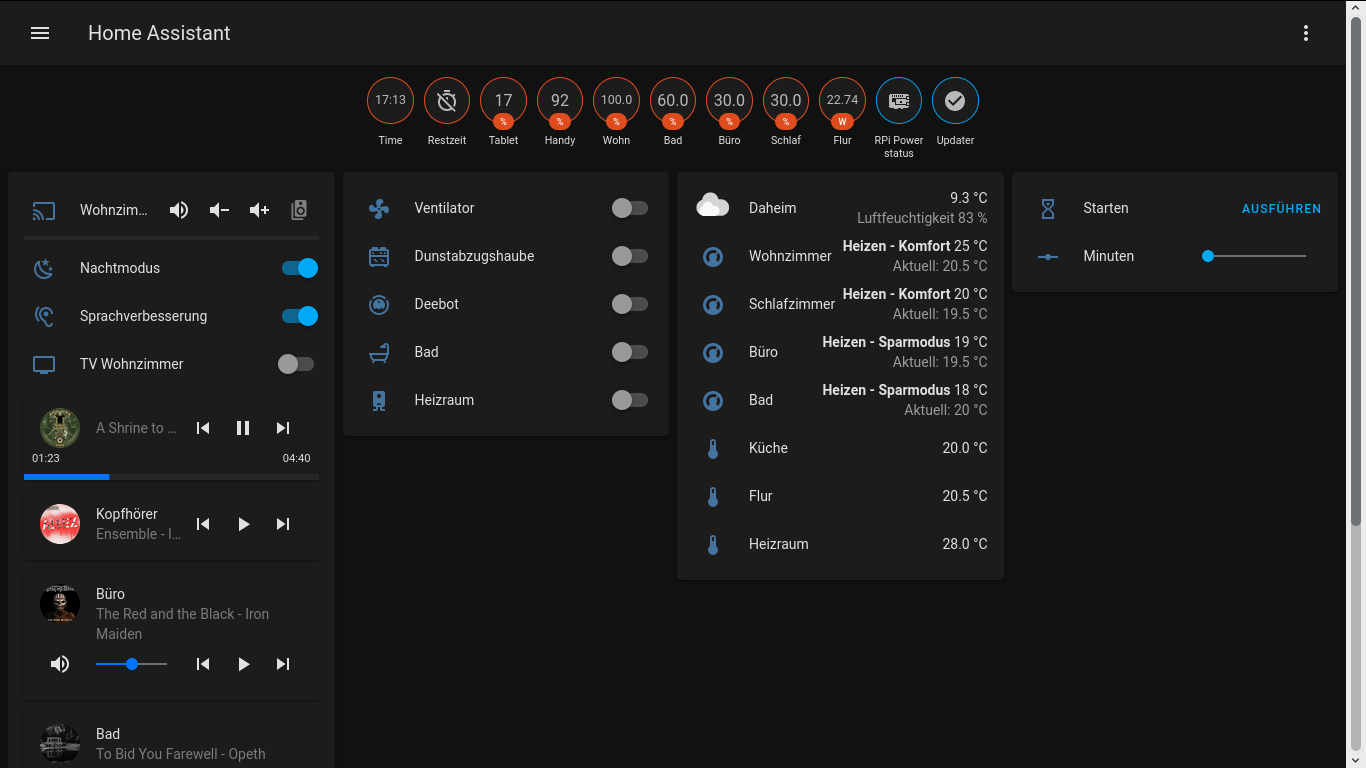 Home Assistant
17:13
17
92
100.0
60.0
30.0
30.0
22.74
%
%
%
%
%
%
W
Time
Restzeit
Tablet
Handy
Wohn
Bad
Büro
Schlaf
Flur
RPi Power
status
Updater
Wohnzim...
Nachtmodus
Sprachverbesserung
TV Wohnzimmer
A Shrine to ...
01:23
04:40
Kopfhörer
Ensemble - I...
Büro
The Red and the Black - Iron
Maiden
Bad
To Bid You Farewell - Opeth
Ventilator
Dunstabzugshaube
Deebot
Bad
Heizraum
Daheim
9.3 °C
Luftfeuchtigkeit 83 %
Wohnzimmer
Heizen - Komfort 25 °C
Aktuell: 20.5 °C
Schlafzimmer
Heizen - Komfort 20 °C
Aktuell: 19.5 °C
Büro
Heizen - Sparmodus 19 °C
Aktuell: 19.5 °C
Bad
Heizen - Sparmodus 18 °C
Aktuell: 20 °C
Küche
20.0 °C
Flur
20.5 °C
Heizraum
28.0 °C
Starten
AUSFÜHREN
Minuten